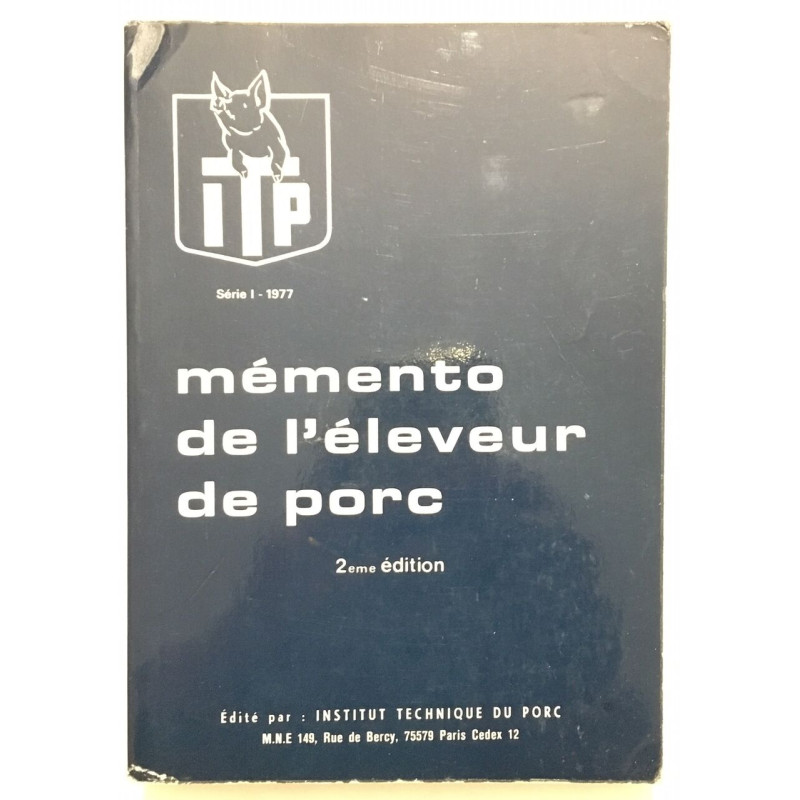 ITP
Série I - 1977
mémento
de l'éleveur
de porc
2eme édition
Édité par : INSTITUT TECHNIQUE DU PORC
M.N.E 149, Rue de Bercy, 75579 Paris Cedex 12